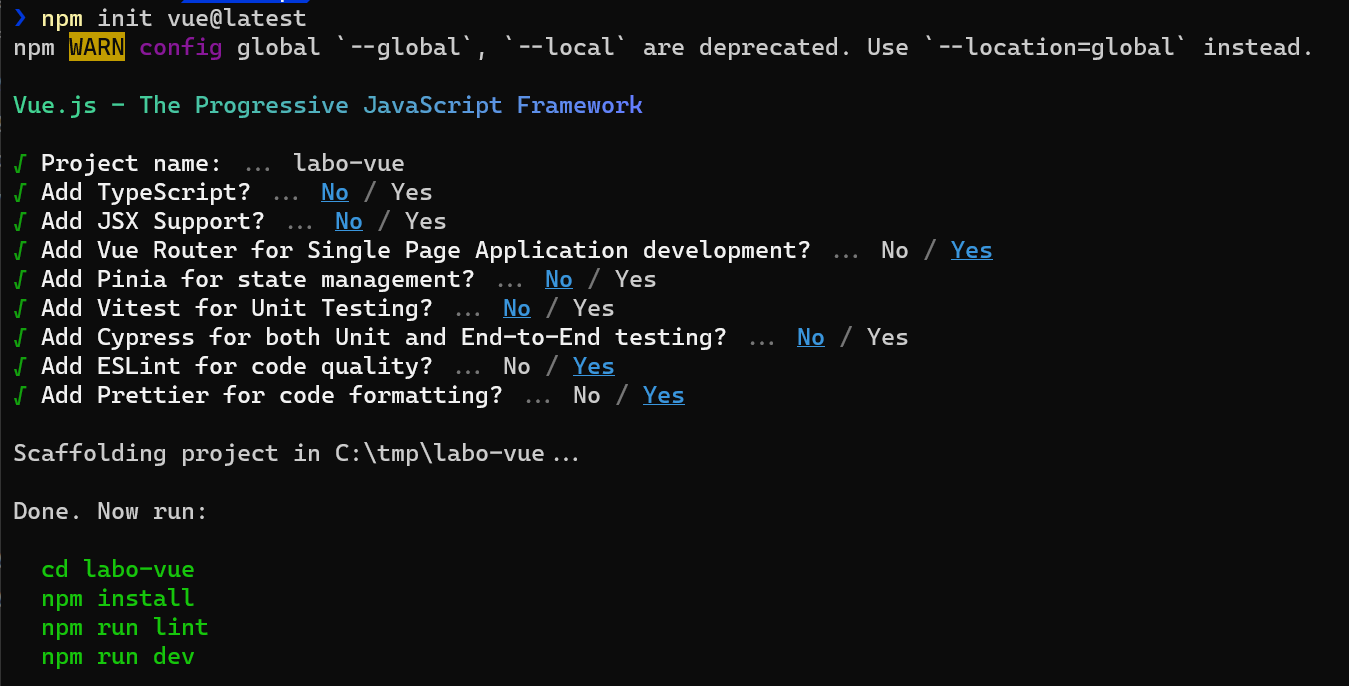 ❯ npm init vue@latest
npm WARN config global `--global`, `--local` are deprecated. Use `--location=global` instead.
Vue.js - The Progressive JavaScript Framework
√ Project name: ... labo-vue
√ Add TypeScript? ... No / Yes
√ Add JSX Support? ... No / Yes
√ Add Vue Router for Single Page Application development? ... No / Yes
√ Add Pinia for state management? ... No / Yes
√ Add Vitest for Unit Testing? ... No / Yes
√ Add Cypress for both Unit and End-to-End testing? ... No / Yes
√ Add ESLint for code quality? ... No / Yes
√ Add Prettier for code formatting? ... No / Yes
Scaffolding project in C:\tmp\labo-vue...
Done. Now run:
cd labo-vue
npm install
npm run lint
npm run dev